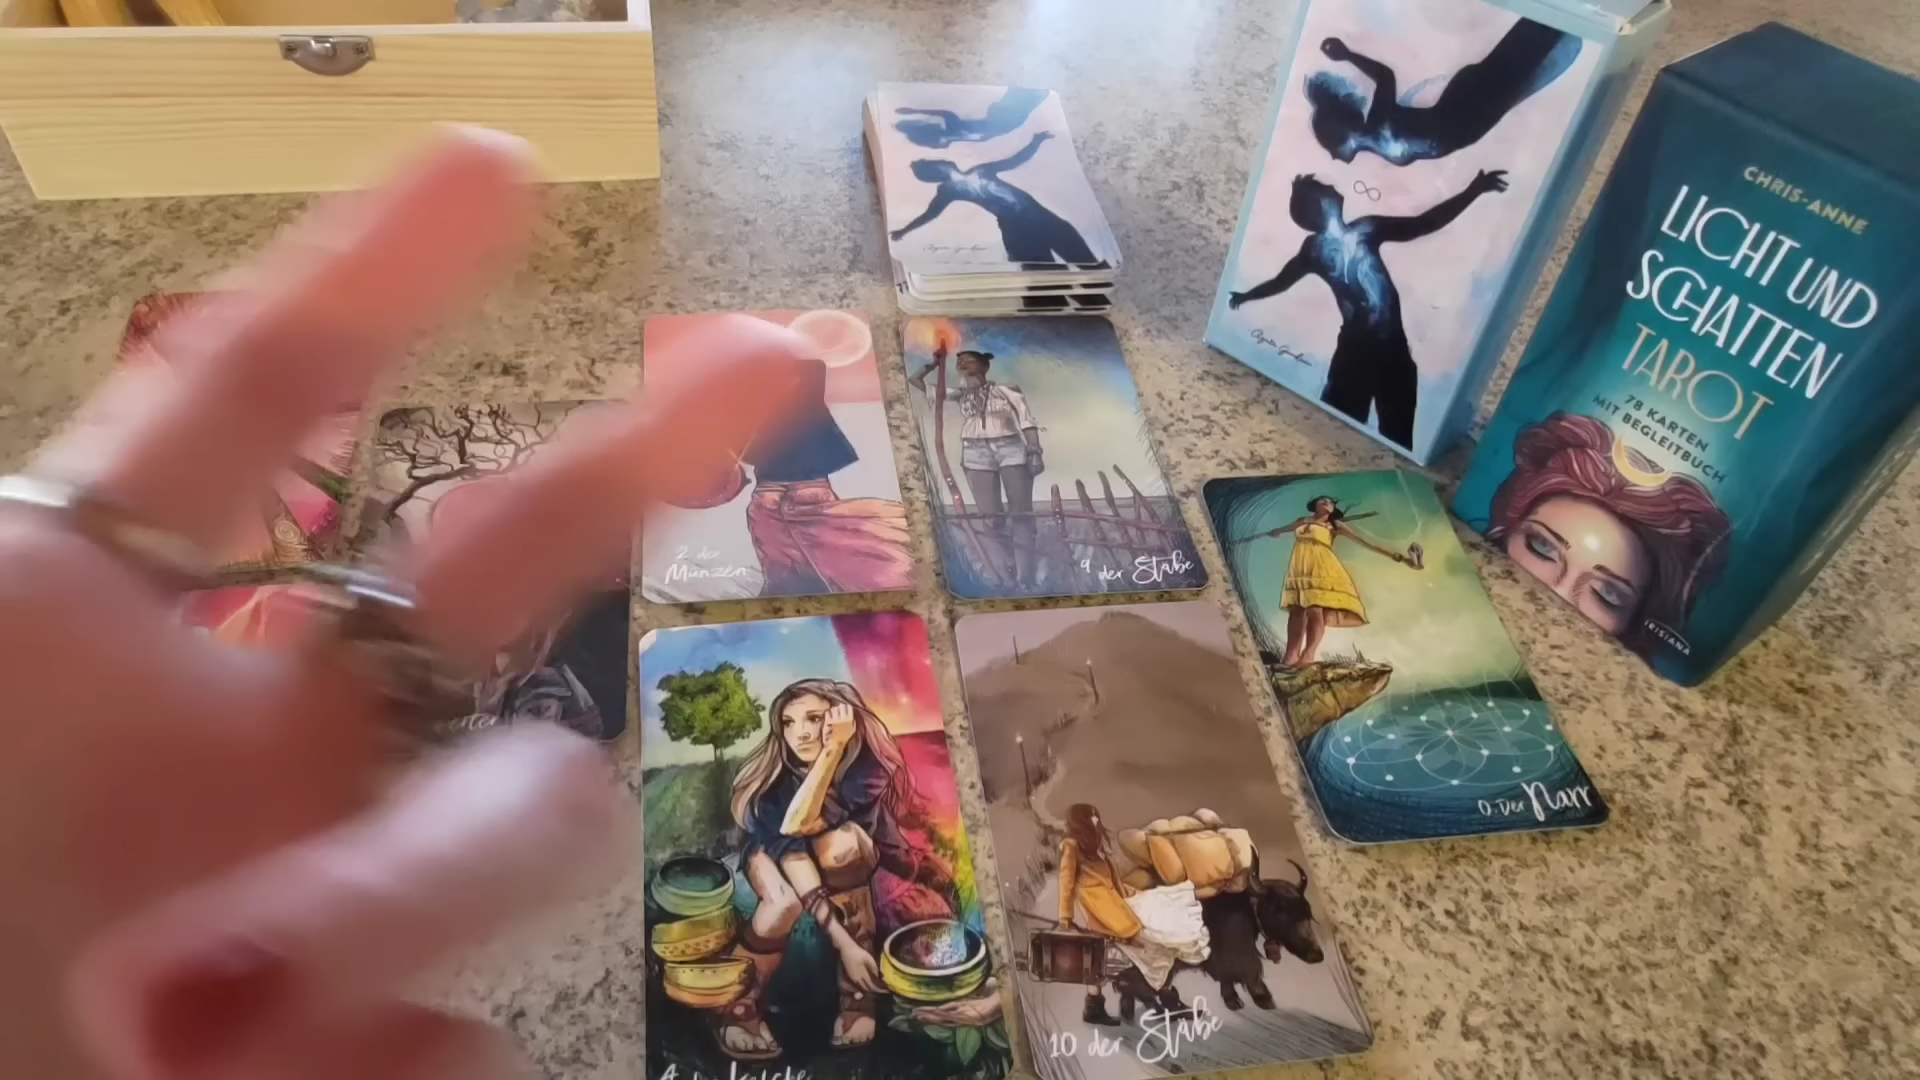 CHRIS-ANNE
LICHT UND
SCHATTEN
TAROT
78 KARTEN
MIT BEGLEITBUCH
IRISIANA
2 der
Münzen
9 der Stäbe
0. Der Narr
10 der Stäbe